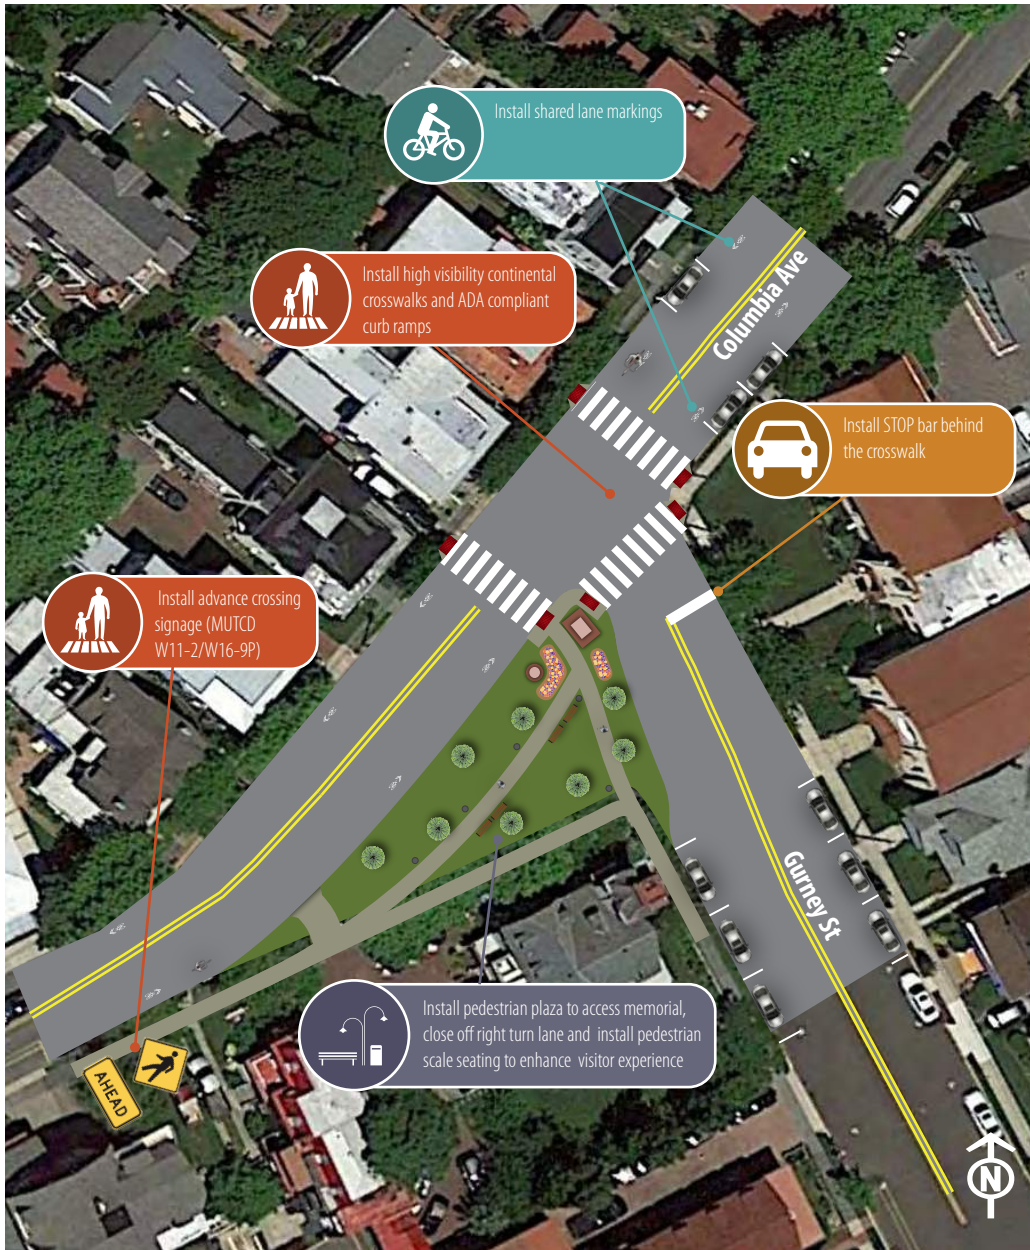 Install shared lane markings
Install high visibility continental
crosswalks and ADA compliant
curb ramps
Columbia Ave
Install STOP bar behind
the crosswalk
Install advance crossing
signage (MUTCD
W11-2/W16-9P)
Gurney St
Install pedestrian plaza to access memorial,
close off right turn lane and install pedestrian
scale seating to enhance visitor experience
AHEAD
N